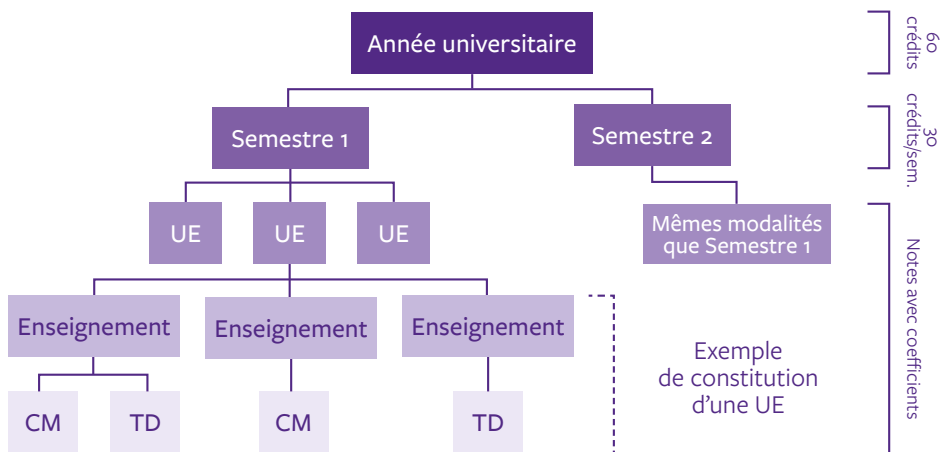 Année universitaire
60
crédits
Semestre 1
Semestre 2
30
crédits/sem.
UE
UE
UE
Mêmes modalités
que Semestre 1
Notes avec coefficients
Enseignement
Enseignement
Enseignement
Exemple
de constitution
d'une UE
CM
TD
CM
TD